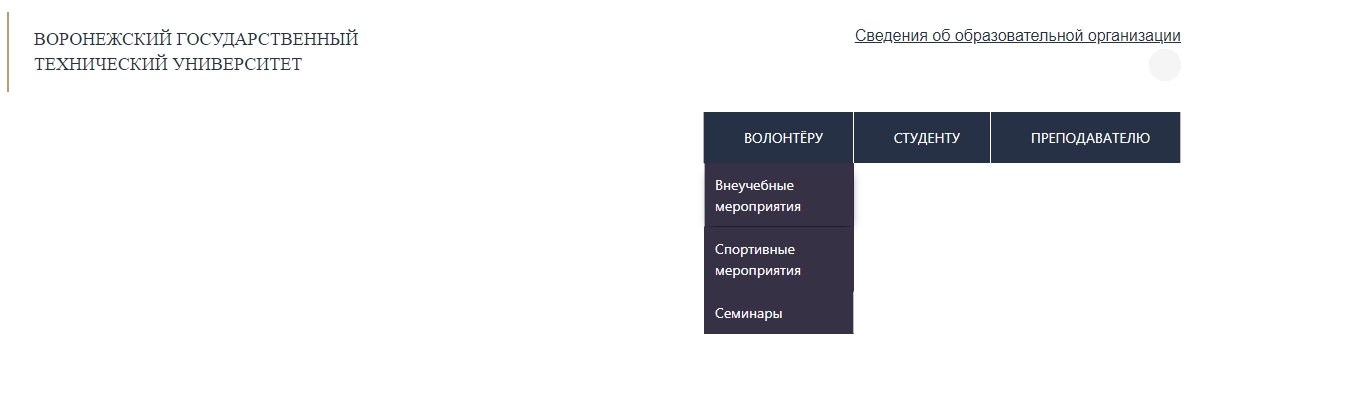 ВОРОНЕЖСКИЙ ГОСУДАРСТВЕННЫЙ
ТЕХНИЧЕСКИЙ УНИВЕРСИТЕТ
Сведения об образовательной организации
ВОЛОНТЁРУ
СТУДЕНТУ
ПРЕПОДАВАТЕЛЮ
Внеучебные
мероприятия
Спортивные
мероприятия
Семинары